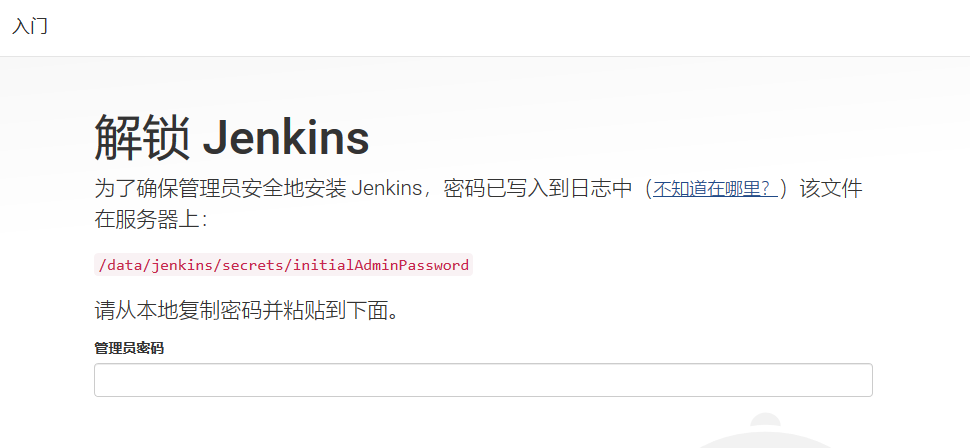 入门
解锁 Jenkins
为了确保管理员安全地安装 Jenkins，密码已写入到日志中（不知道在哪里？）该文件
在服务器上：
/data/jenkins/secrets/initialAdminPassword
请从本地复制密码并粘贴到下面。
管理员密码